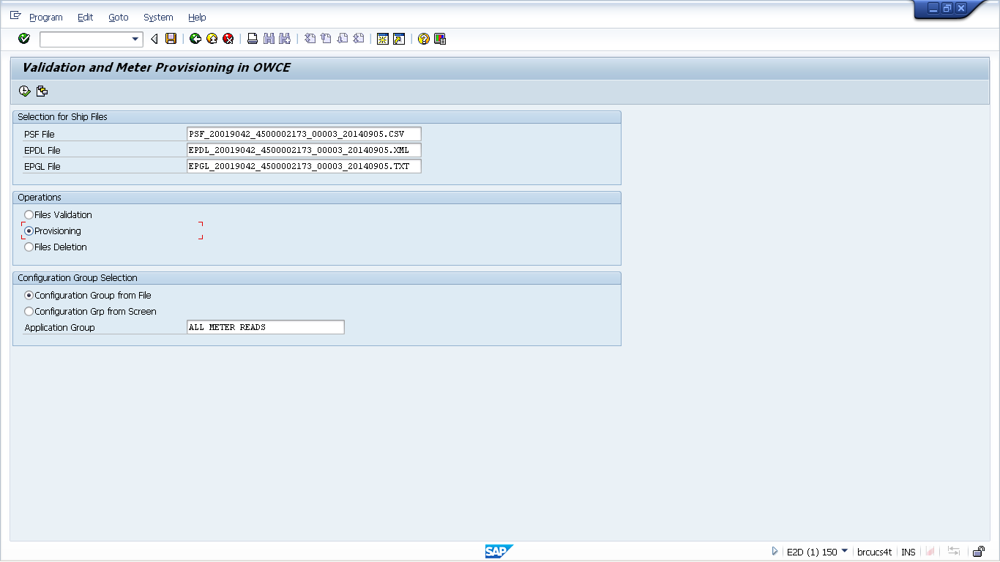 Program Edit Goto System Help
Validation and Meter Provisioning in OWCE
Selection for Ship Files
PSF File PSF_20019042_4500002173_00003_20140905.CSV
EPDL File EPDL_20019042_4500002173_00003_20140905.XML
EPGL File EPGL_20019042_4500002173_00003_20140905.TXT
Operations
Files Validation
Provisioning
Files Deletion
Configuration Group Selection
Configuration Group from File
Configuration Grp from Screen
Application Group ALL METER READS
SAP E2D (1) 150 brcucs4t INS